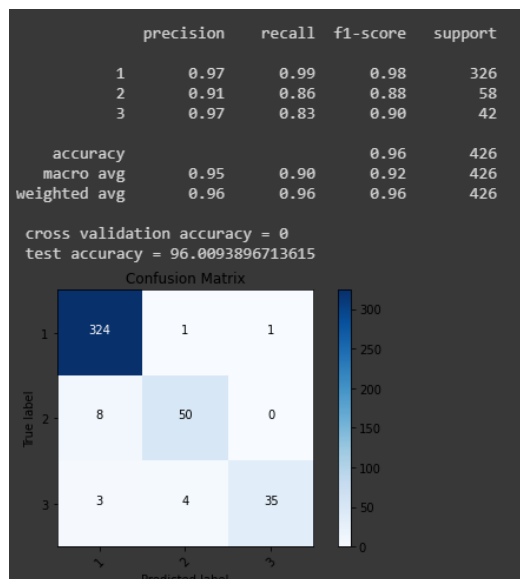 precision recall f1-score support
1 0.97 0.99 0.98 326
2 0.91 0.86 0.88 58
3 0.97 0.83 0.90 42
accuracy 0.96 426
macro avg 0.95 0.90 0.92 426
weighted avg 0.96 0.96 0.96 426
cross validation accuracy = 0
test accuracy = 96.0093896713615
Confusion Matrix
300
1 324 1 1
250
200
True label
2 8 50 0
150
100
3 3 4 35
50
0
1 2 3
Predicted label